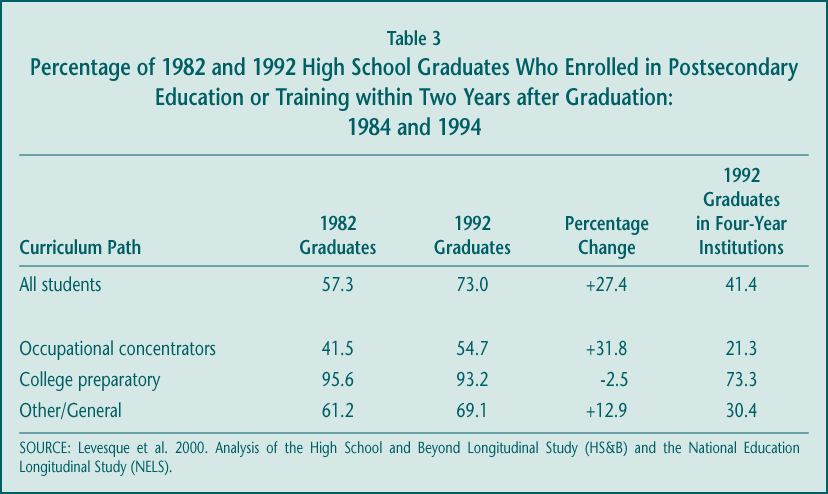 Table 3
Percentage of 1982 and 1992 High School Graduates Who Enrolled in Postsecondary
Education or Training within Two Years after Graduation:
1984 and 1994
1992
Graduates
1982 1992 Percentage in Four-Year
Curriculum Path Graduates Graduates Change Institutions
All students 57.3 73.0 +27.4 41.4
Occupational concentrators 41.5 54.7 +31.8 21.3
College preparatory 95.6 93.2 -2.5 73.3
Other/General 61.2 69.1 +12.9 30.4
SOURCE: Levesque et al. 2000. Analysis of the High School and Beyond Longitudinal Study (HS&B) and the National Education
Longitudinal Study (NELS).